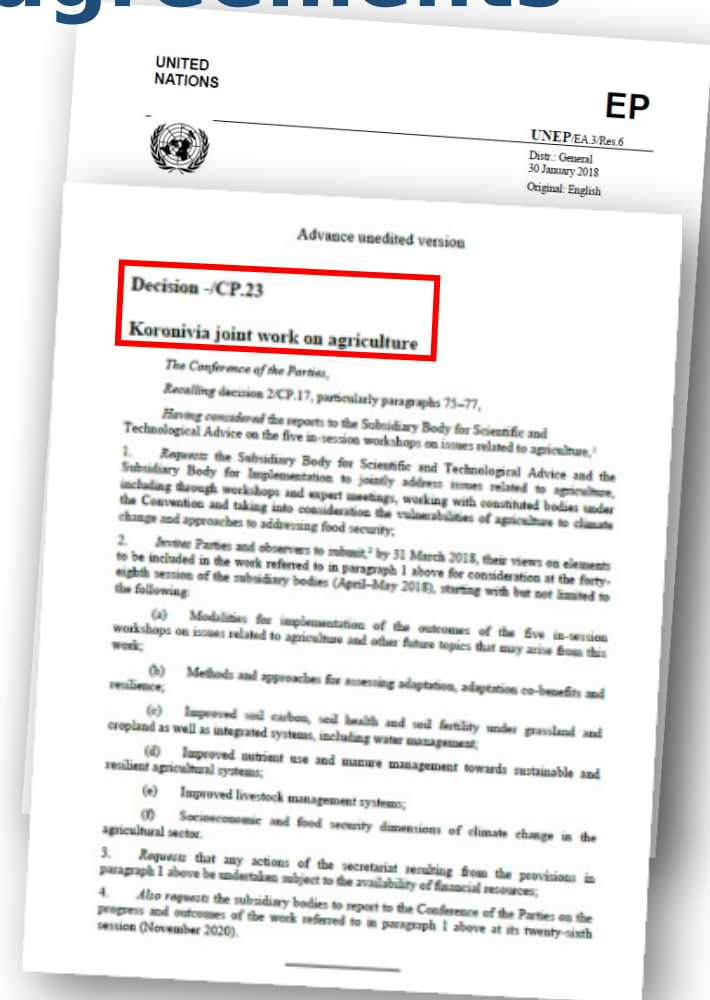 agreements
UNITED
NATIONS
EP
UNEP/EA.3/Res.6
Distr.: General
30 January 2018
Original: English
Advance unedited version
Decision -/CP.23
Koronivia joint work on agriculture
The Conference of the Parties,
Recalling decision 2/CP.17, particularly paragraphs 75–77,
Having considered the reports to the Subsidiary Body for Scientific and
Technological Advice on the five in-session workshops on issues related to agriculture,¹
1. Requests the Subsidiary Body for Scientific and Technological Advice and the
Subsidiary Body for Implementation to jointly address issues related to agriculture,
including through workshops and expert meetings, working with constituted bodies under
the Convention and taking into consideration the vulnerabilities of agriculture to climate
change and approaches to addressing food security;
2. Invites Parties and observers to submit,² by 31 March 2018, their views on elements
to be included in the work referred to in paragraph 1 above for consideration at the forty-
eighth session of the subsidiary bodies (April–May 2018), starting with but not limited to
the following:
(a) Modalities for implementation of the outcomes of the five in-session
workshops on issues related to agriculture and other future topics that may arise from this
work;
(b) Methods and approaches for assessing adaptation, adaptation co-benefits and
resilience;
(c) Improved soil carbon, soil health and soil fertility under grassland and
cropland as well as integrated systems, including water management;
(d) Improved nutrient use and manure management towards sustainable and
resilient agricultural systems;
(e) Improved livestock management systems;
(f) Socioeconomic and food security dimensions of climate change in the
agricultural sector.
3. Requests that any actions of the secretariat resulting from the provisions in
paragraph 1 above be undertaken subject to the availability of financial resources;
4. Also requests the subsidiary bodies to report to the Conference of the Parties on the
progress and outcomes of the work referred to in paragraph 1 above at its twenty-sixth
session (November 2020).